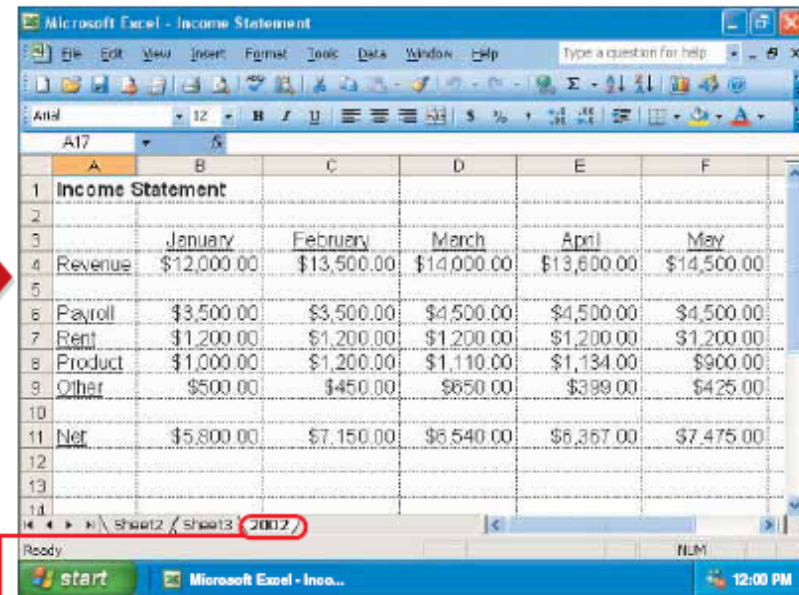 Microsoft Excel - Income Statement
File Edit View Insert Format Tools Data Window Help Type a question for help
Arial 12 B I U $ % ,
A17 fx
A B C D E F
1 Income Statement
2
3 January February March April May
4 Revenue $12,000.00 $13,500.00 $14,000.00 $13,600.00 $14,500.00
5
6 Payroll $3,500.00 $3,500.00 $4,500.00 $4,500.00 $4,500.00
7 Rent $1,200.00 $1,200.00 $1,200.00 $1,200.00 $1,200.00
8 Product $1,000.00 $1,200.00 $1,110.00 $1,134.00 $900.00
9 Other $500.00 $450.00 $650.00 $399.00 $425.00
10
11 Net $5,800.00 $7,150.00 $6,540.00 $6,367.00 $7,475.00
12
13
14
Sheet2 Sheet3 2002
Ready NUM
start Microsoft Excel - Inco... 12:00 PM